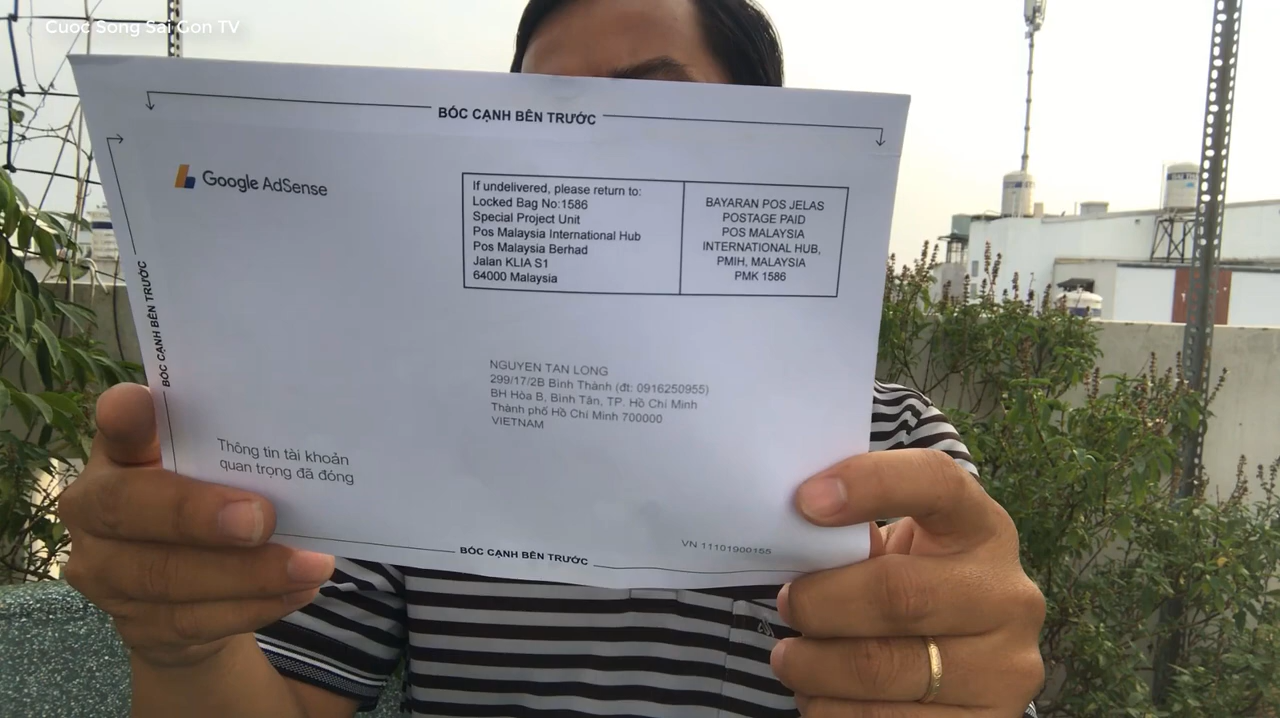 Cuoc Song Sai Gon TV
BÓC CẠNH BÊN TRƯỚC
Google AdSense
If undelivered, please return to:
Locked Bag No:1586
Special Project Unit
Pos Malaysia International Hub
Pos Malaysia Berhad
Jalan KLIA S1
64000 Malaysia
BAYARAN POS JELAS
POSTAGE PAID
POS MALAYSIA
INTERNATIONAL HUB,
PMIH, MALAYSIA
PMK 1586
BÓC CẠNH BÊN TRƯỚC
NGUYEN TAN LONG
299/17/2B Bình Thành (đt: 0916250955)
BH Hòa B, Bình Tân, TP. Hồ Chí Minh
Thành phố Hồ Chí Minh 700000
VIETNAM
Thông tin tài khoản
quan trọng đã đóng
VN 11101900155
BÓC CẠNH BÊN TRƯỚC